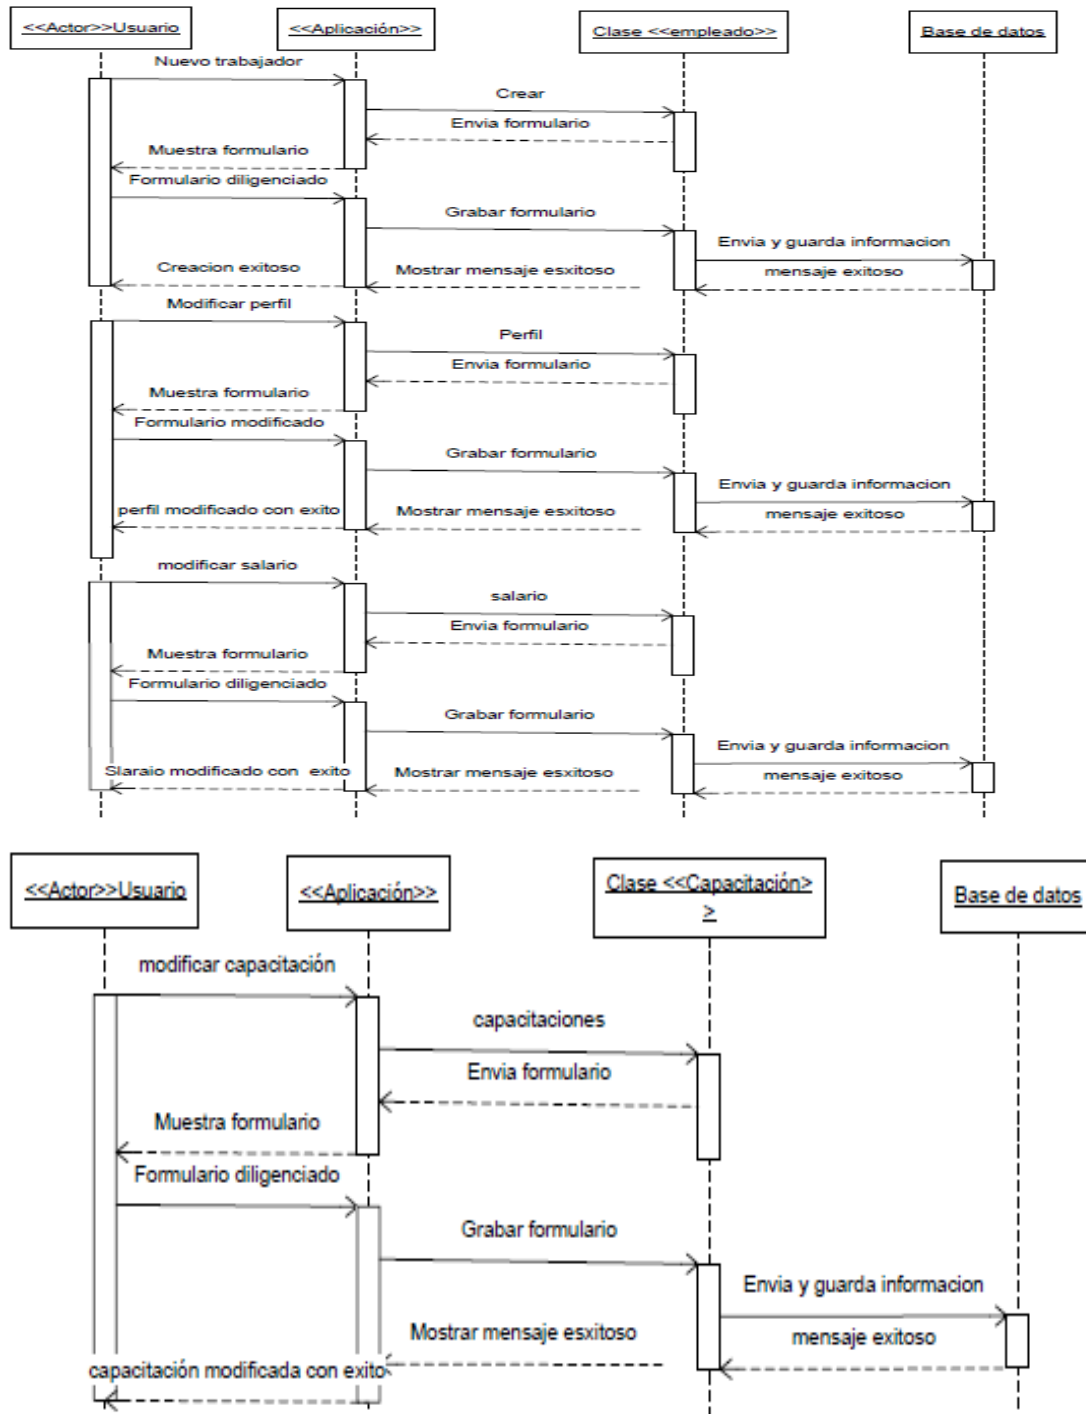 <<Actor>>Usuario
<<Aplicación>>
Clase <<empleado>>
Base de datos
Nuevo trabajador
Crear
Envia formulario
Muestra formulario
Formulario diligenciado
Grabar formulario
Envia y guarda informacion
Creacion exitoso
Mostrar mensaje esxitoso
mensaje exitoso
Modificar perfil
Perfil
Envia formulario
Muestra formulario
Formulario modificado
Grabar formulario
Envia y guarda informacion
perfil modificado con exito
Mostrar mensaje esxitoso
mensaje exitoso
modificar salario
salario
Envia formulario
Muestra formulario
Formulario diligenciado
Grabar formulario
Envia y guarda informacion
Slaraio modificado con exito
Mostrar mensaje esxitoso
mensaje exitoso
<<Actor>>Usuario
<<Aplicación>>
Clase <<Capacitación>
>
Base de datos
modificar capacitación
capacitaciones
Envia formulario
Muestra formulario
Formulario diligenciado
Grabar formulario
Envia y guarda informacion
Mostrar mensaje esxitoso
mensaje exitoso
capacitación modificada con exito